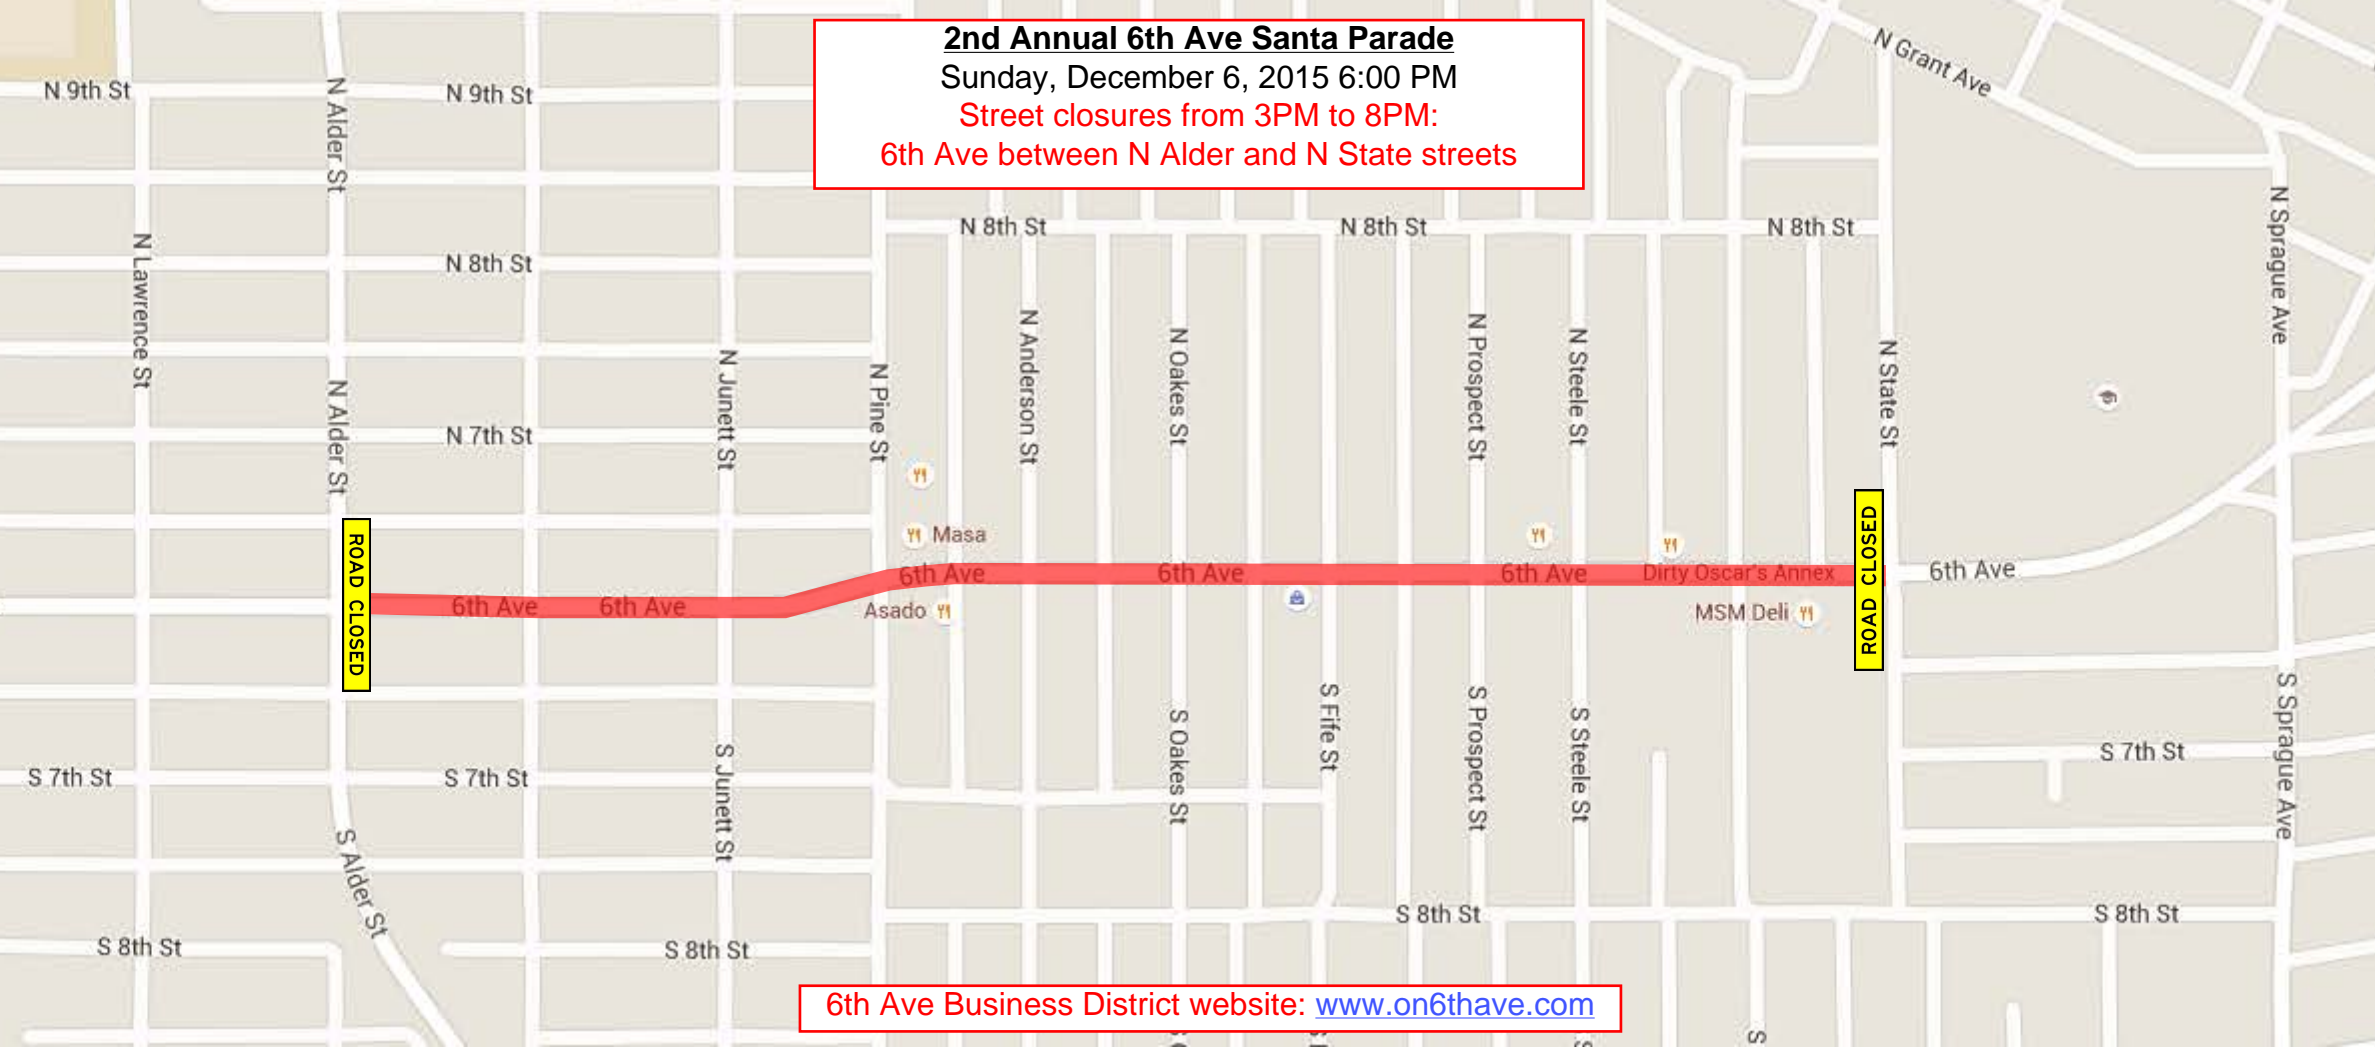 2nd Annual 6th Ave Santa Parade
Sunday, December 6, 2015 6:00 PM
Street closures from 3PM to 8PM:
6th Ave between N Alder and N State streets
N Grant Ave
N 9th St
N 9th St
N Alder St
N Sprague Ave
N 8th St
N 8th St
N 8th St
N 8th St
N Lawrence St
N Alder St
N 7th St
N Junett St
N Pine St
N Anderson St
N Oakes St
N Prospect St
N Steele St
N State St
Masa
ROAD CLOSED
ROAD CLOSED
6th Ave
6th Ave
6th Ave
6th Ave
6th Ave
Dirty Oscar's Annex
6th Ave
Asado
MSM Deli
S 7th St
S 7th St
S Junett St
S Oakes St
S Fife St
S Prospect St
S Steele St
S 7th St
S Sprague Ave
S Alder St
S 8th St
S 8th St
S 8th St
S 8th St
6th Ave Business District website: www.on6thave.com
S